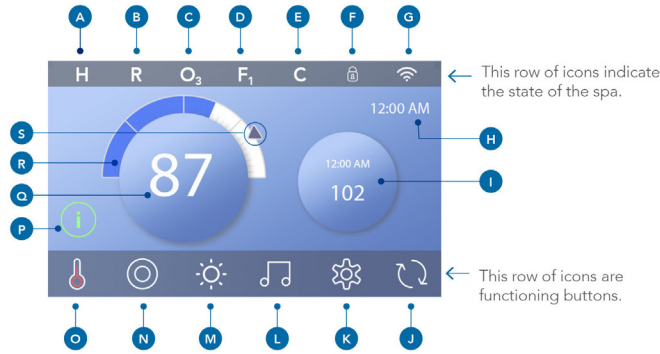 A B C D E F G
H R O₃ F₁ C
This row of icons indicate
the state of the spa.
12:00 AM
S
H
R
87
12:00 AM
102
I
Q
i
P
This row of icons are
functioning buttons.
O N M L K J